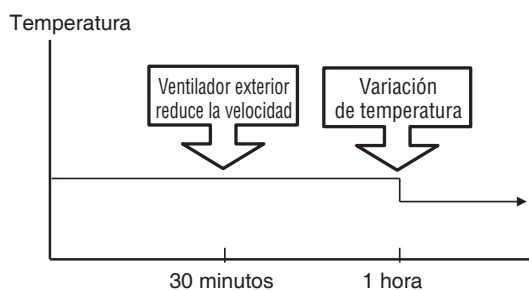 Temperatura
Ventilador exterior
reduce la velocidad
Variación
de temperatura
30 minutos
1 hora